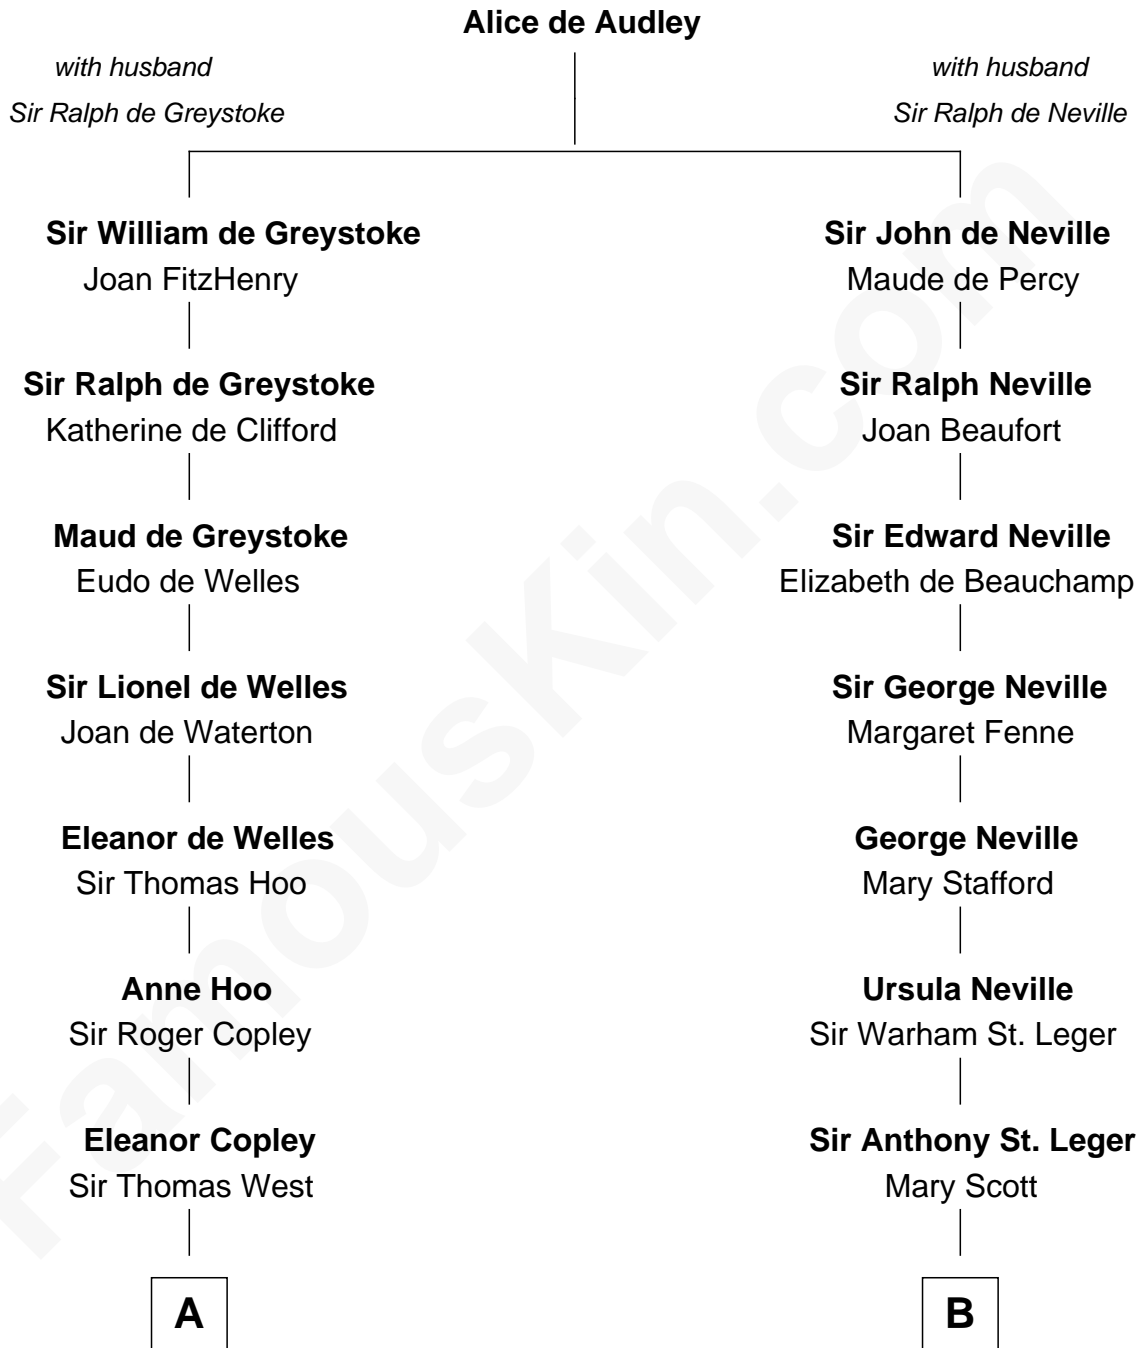 Alice de Audley
with husband
Sir Ralph de Greystoke
with husband
Sir Ralph de Neville
Sir William de Greystoke
Joan FitzHenry
Sir Ralph de Greystoke
Katherine de Clifford
Maud de Greystoke
Eudo de Welles
Sir Lionel de Welles
Joan de Waterton
Eleanor de Welles
Sir Thomas Hoo
Anne Hoo
Sir Roger Copley
Eleanor Copley
Sir Thomas West
A
Sir John de Neville
Maude de Percy
Sir Ralph Neville
Joan Beaufort
Sir Edward Neville
Elizabeth de Beauchamp
Sir George Neville
Margaret Fenne
George Neville
Mary Stafford
Ursula Neville
Sir Warham St. Leger
Sir Anthony St. Leger
Mary Scott
B
FamousKin.com